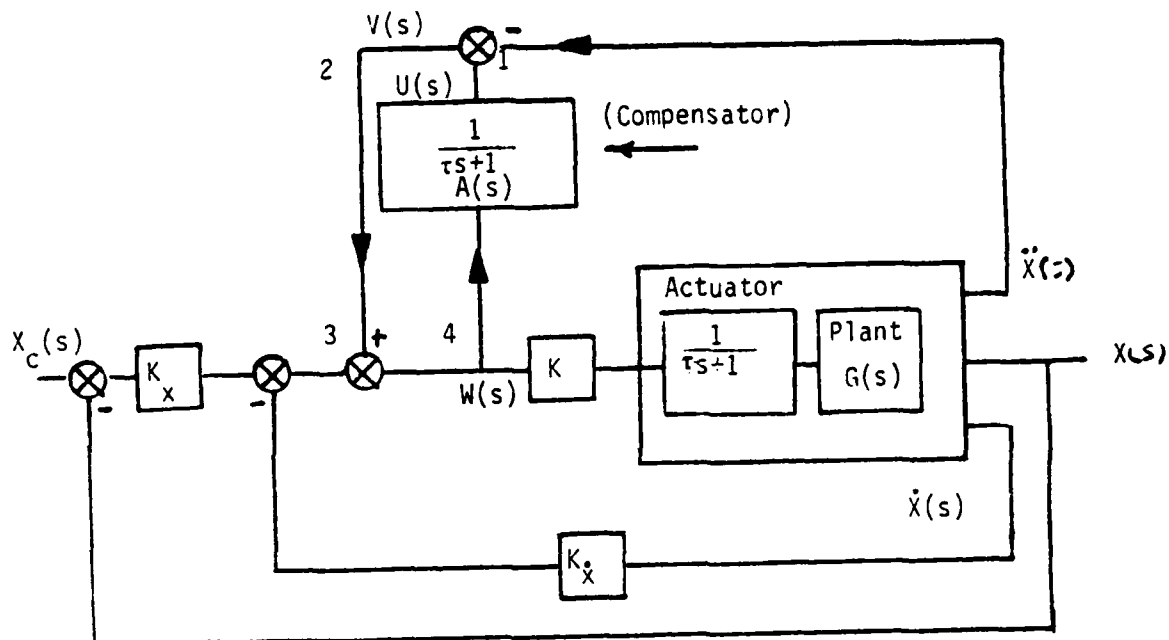 V(s)
-
1
2
U(s)
(Compensator)
1
τs+1
A(s)
Ẍ(s)
Actuator
3
+
4
1
τs+1
Plant
G(s)
X_c(s)
K_x
-
-
W(s)
K
X(s)
Ẋ(s)
K_ẋ